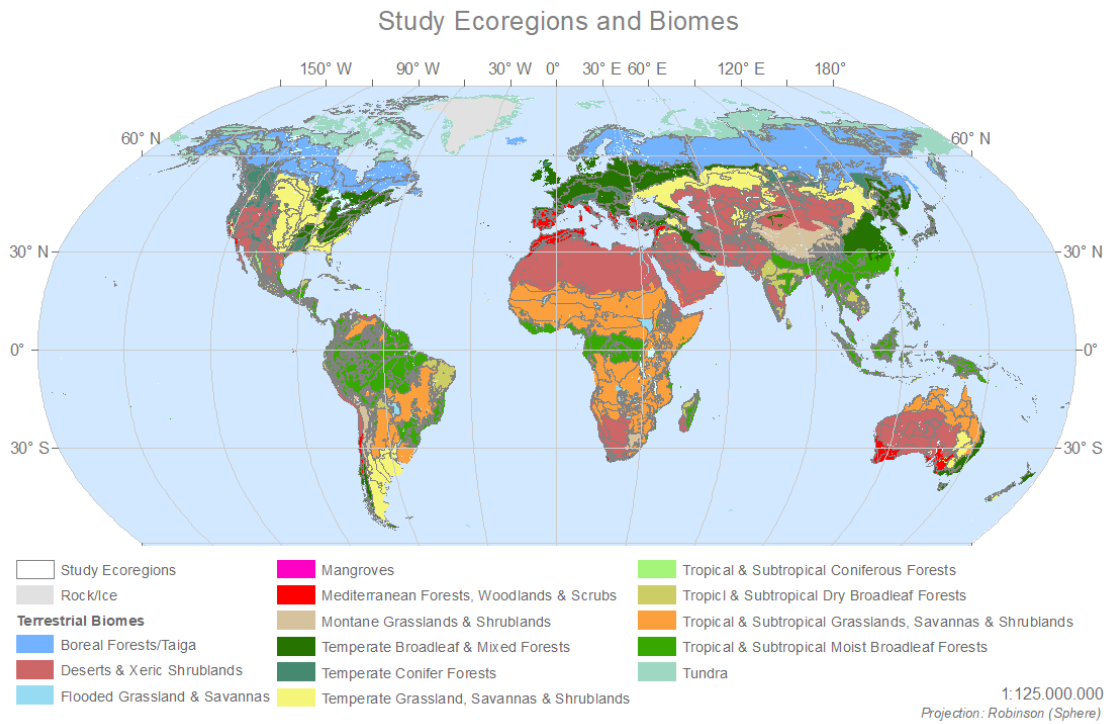 Study Ecoregions and Biomes
150° W 90° W 30° W 0° 30° E 60° E 120° E 180°
60° N 60° N
30° N 30° N
0° 0°
30° S 30° S
Study Ecoregions
Rock/Ice
Terrestrial Biomes
Boreal Forests/Taiga
Deserts & Xeric Shrublands
Flooded Grassland & Savannas
Mangroves
Mediterranean Forests, Woodlands & Scrubs
Montane Grasslands & Shrublands
Temperate Broadleaf & Mixed Forests
Temperate Conifer Forests
Temperate Grassland, Savannas & Shrublands
Tropical & Subtropical Coniferous Forests
Tropicl & Subtropical Dry Broadleaf Forests
Tropical & Subtropical Grasslands, Savannas & Shrublands
Tropical & Subtropical Moist Broadleaf Forests
Tundra
1:125.000.000
Projection: Robinson (Sphere)